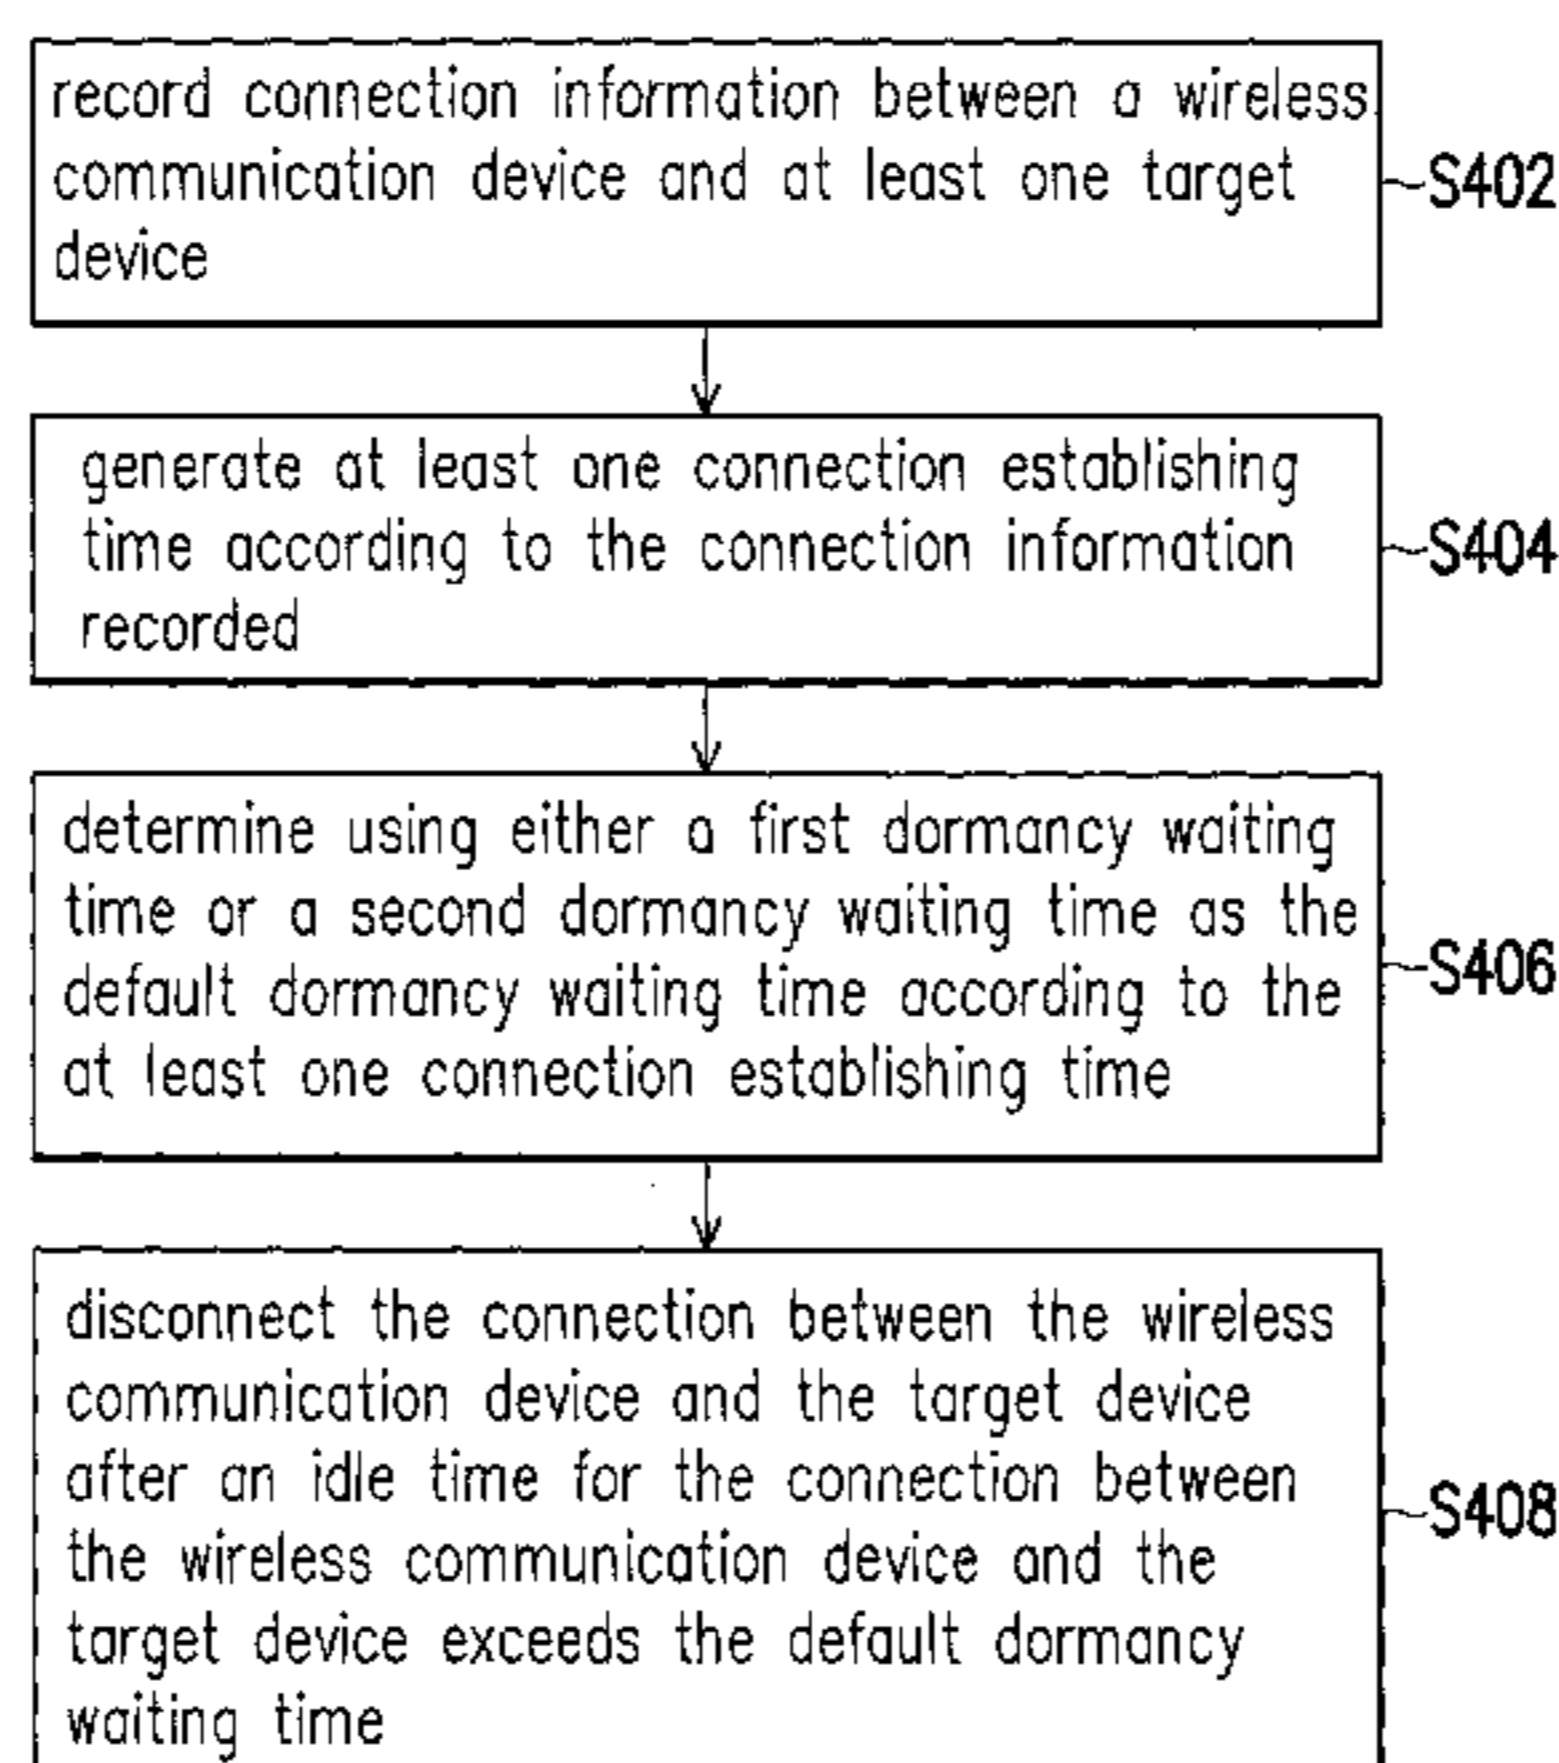 record connection information between a wireless
communication device and at least one target
device
S402
generate at least one connection establishing
time according to the connection information
recorded
S404
determine using either a first dormancy waiting
time or a second dormancy waiting time as the
default dormancy waiting time according to the
at least one connection establishing time
S406
disconnect the connection between the wireless
communication device and the target device
after an idle time for the connection between
the wireless communication device and the
target device exceeds the default dormancy
waiting time
S408